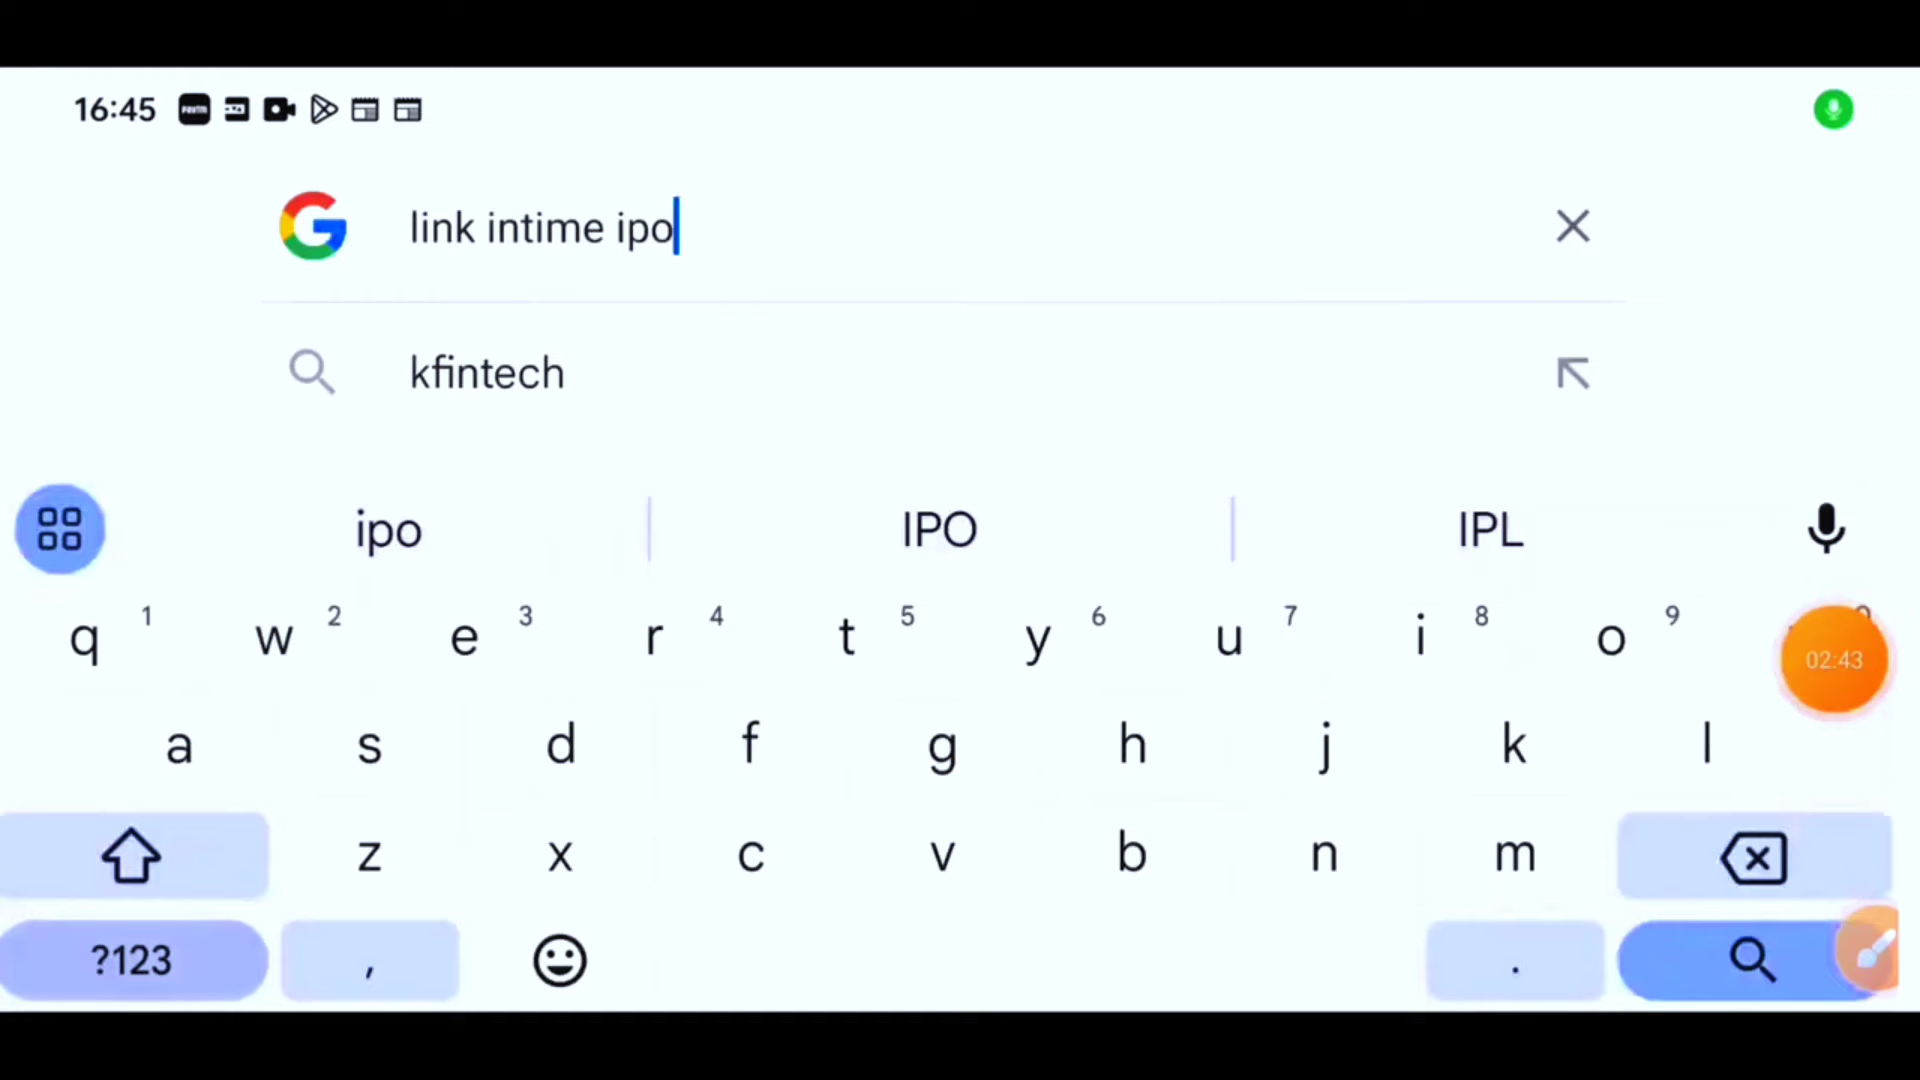 16:45
link intime ipo
kfintech
ipo IPO IPL
q 1 w 2 e 3 r 4 t 5 y 6 u 7 i 8 o 9
02:43
a s d f g h j k l
z x c v b n m
?123 , .